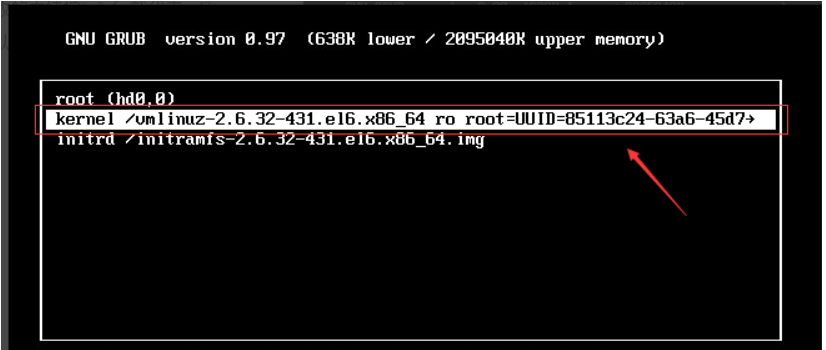 GNU GRUB version 0.97 (638K lower / 2095040K upper memory)
root (hd0,0)
kernel /vmlinuz-2.6.32-431.el6.x86_64 ro root=UUID=85113c24-63a6-45d7→
initrd /initramfs-2.6.32-431.el6.x86_64.img